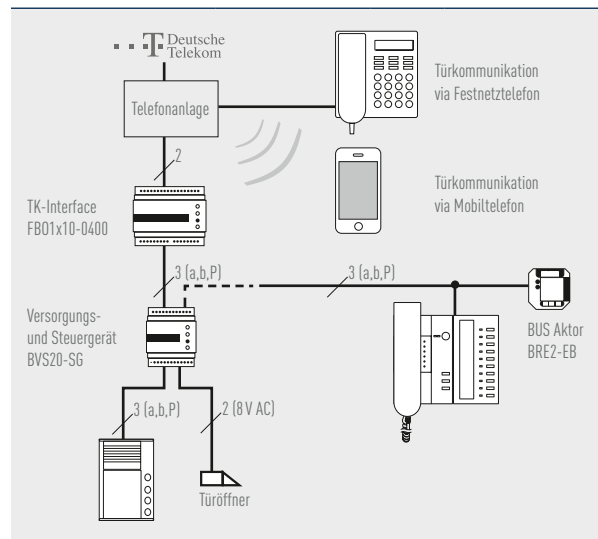 Deutsche
Telekom
Telefonanlage
Türkommunikation
via Festnetztelefon
2
Türkommunikation
via Mobiltelefon
TK-Interface
FB01x10-0400
3 (a,b,P)
3 (a,b,P)
Versorgungs-
und Steuergerät
BVS20-SG
BUS Aktor
BRE2-EB
3 (a,b,P)
2 (8 V AC)
Türöffner